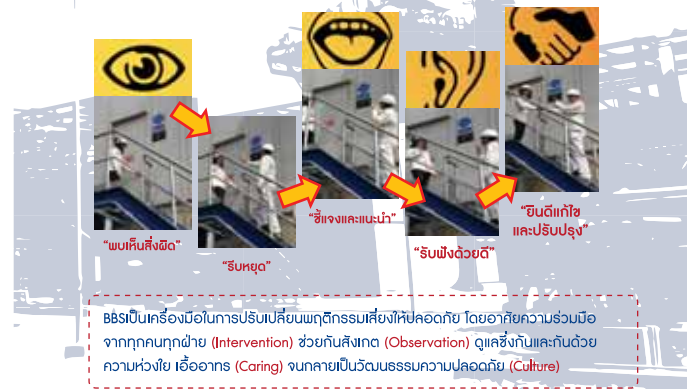 “พบเห็นสิ่งผิด”
“รีบหยุด”
“ชี้แจงและแนะนำ”
“รับฟังด้วยดี”
“ยินดีแก้ไข
และปรับปรุง”
BBSเป็นเครื่องมือในการปรับเปลี่ยนพฤติกรรมเสี่ยงให้ปลอดภัย โดยอาศัยความร่วมมือ
จากทุกคนทุกฝ่าย (Intervention) ช่วยกันสังเกต (Observation) ดูแลซึ่งกันและกันด้วย
ความห่วงใย เอื้ออาทร (Caring) จนกลายเป็นวัฒนธรรมความปลอดภัย (Culture)